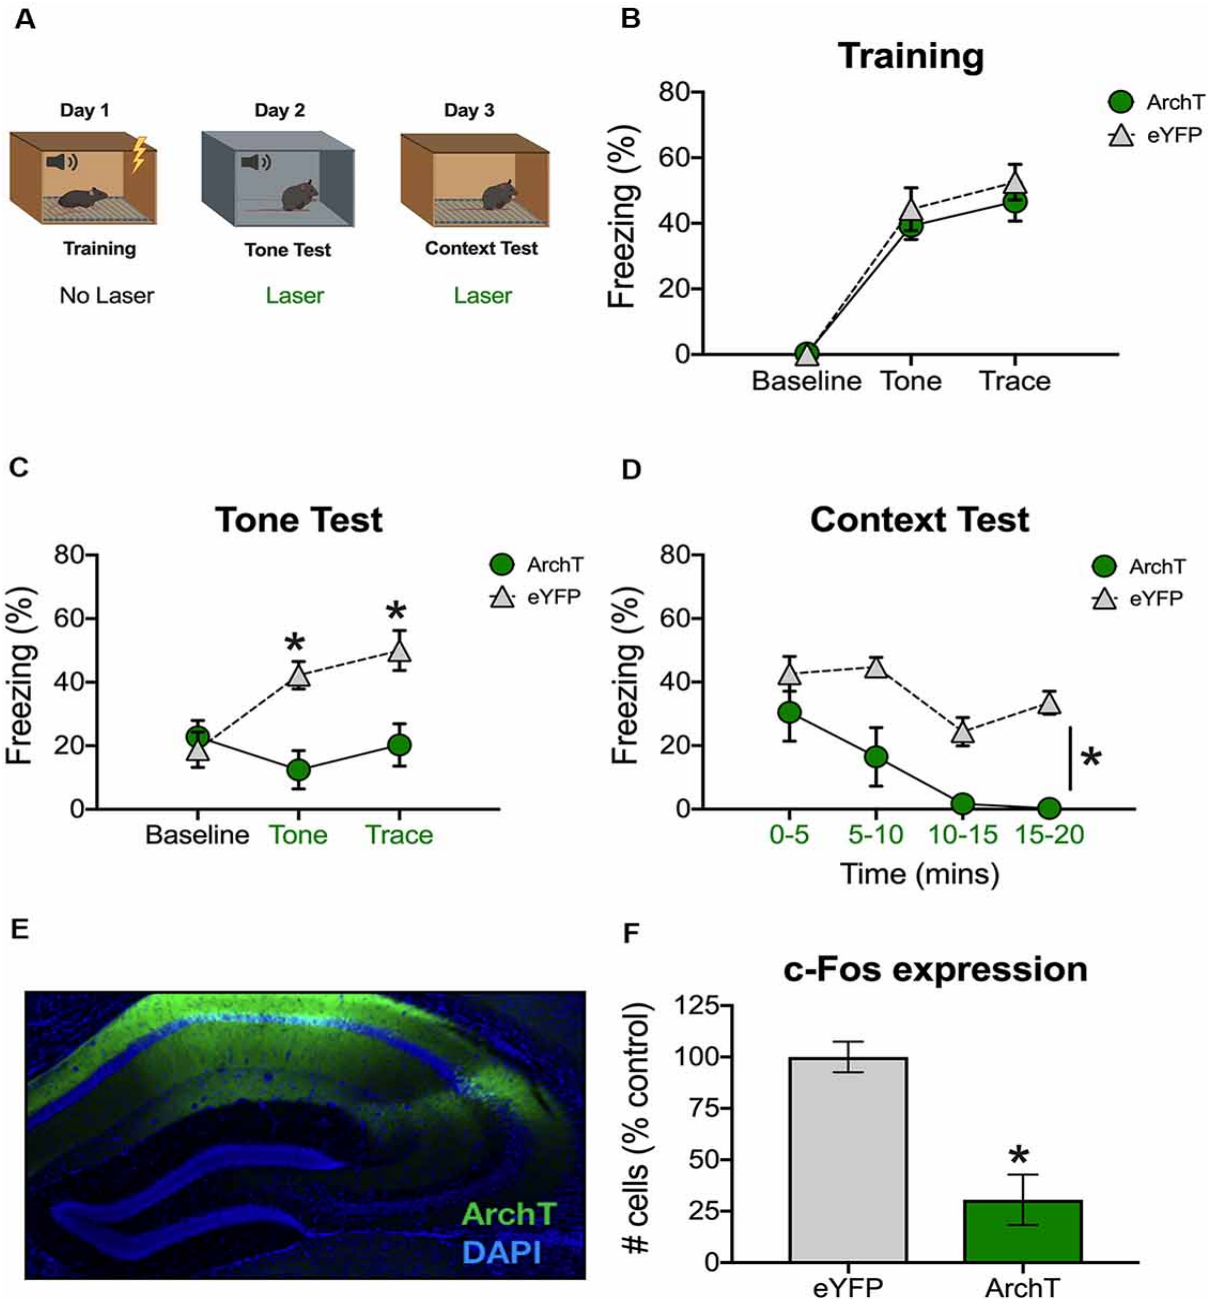 A
Day 1
Day 2
Day 3
Training
Tone Test
Context Test
No Laser
Laser
Laser
B
Training
Freezing (%)
80
60
40
20
0
Baseline
Tone
Trace
ArchT
eYFP
C
Tone Test
Freezing (%)
80
60
40
20
0
*
*
Baseline
Tone
Trace
ArchT
eYFP
D
Context Test
Freezing (%)
80
60
40
20
0
*
0-5
5-10
10-15
15-20
Time (mins)
ArchT
eYFP
E
ArchT
DAPI
F
c-Fos expression
# cells (% control)
125
100
75
50
25
0
*
eYFP
ArchT